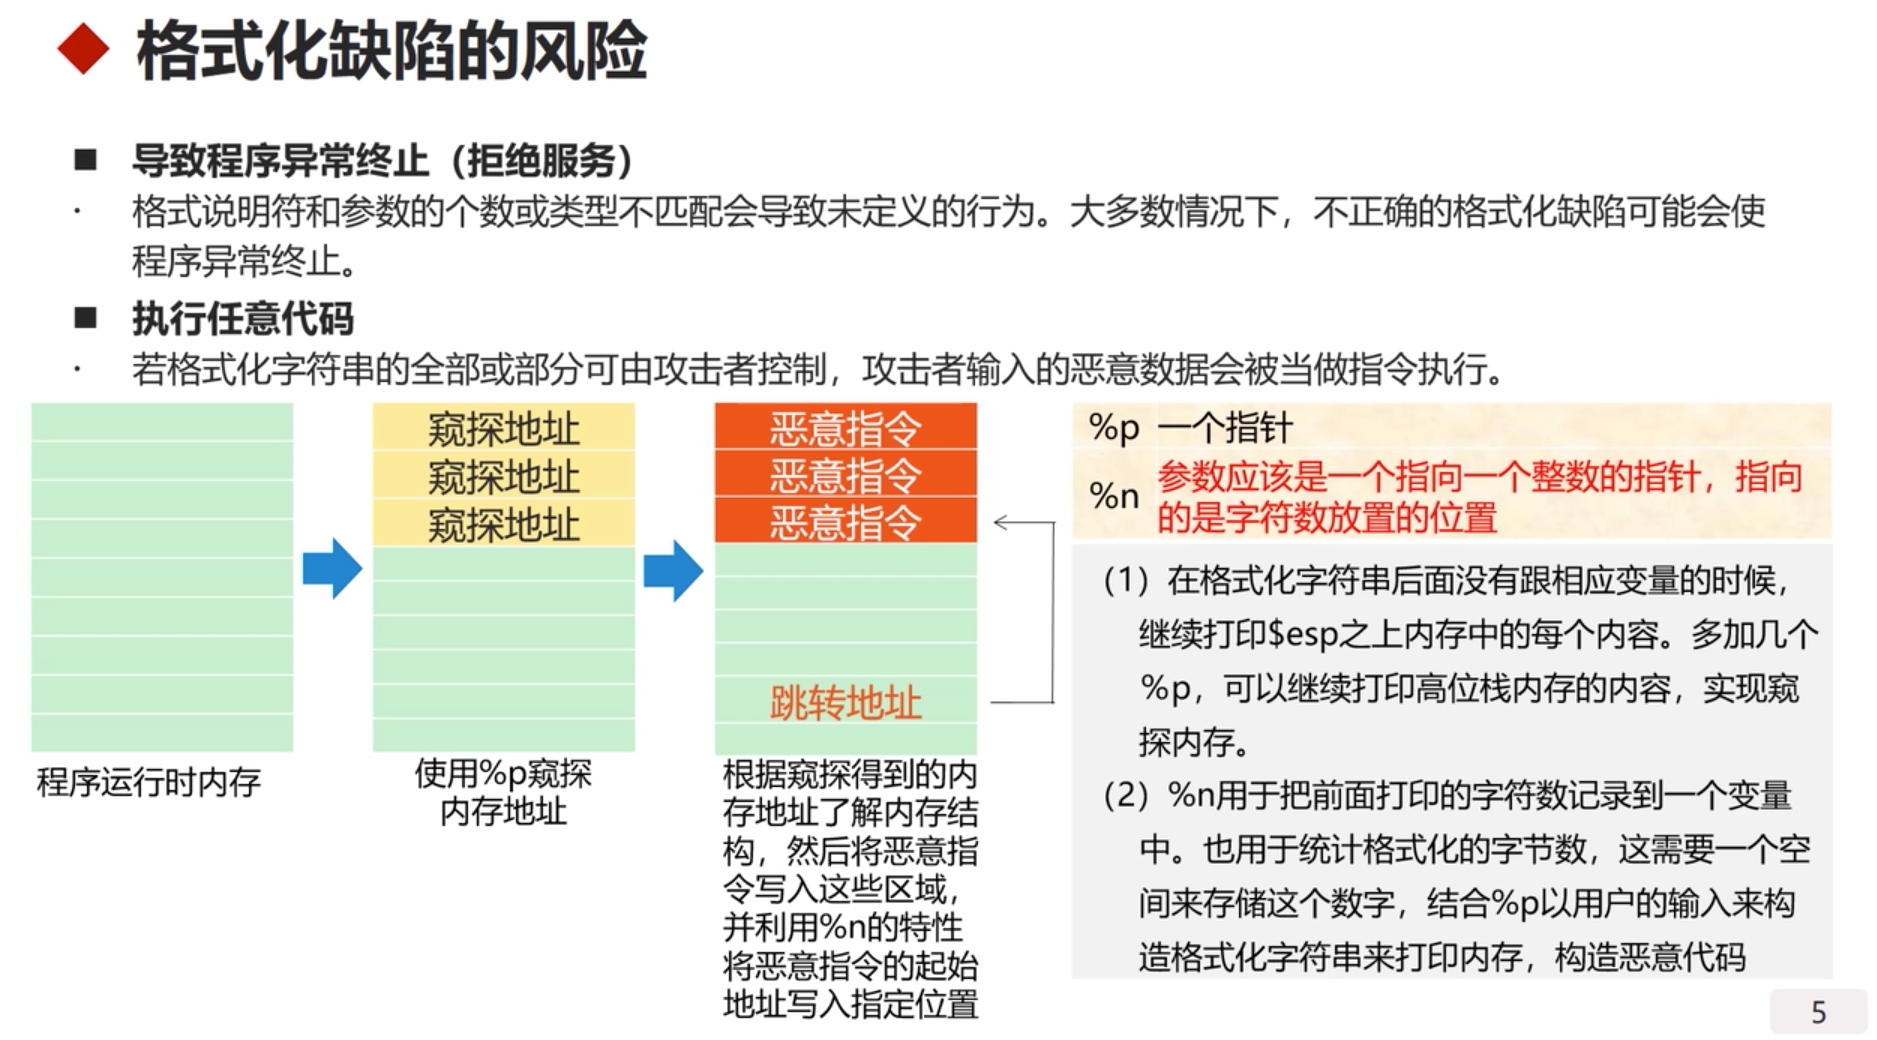 格式化缺陷的风险
导致程序异常终止（拒绝服务）
格式说明符和参数的个数或类型不匹配会导致未定义的行为。大多数情况下，不正确的格式化缺陷可能会使
程序异常终止。
执行任意代码
若格式化字符串的全部或部分可由攻击者控制，攻击者输入的恶意数据会被当做指令执行。
程序运行时内存
窥探地址
窥探地址
窥探地址
使用%p窥探
内存地址
恶意指令
恶意指令
恶意指令
跳转地址
根据窥探得到的内
存地址了解内存结
构，然后将恶意指
令写入这些区域，
并利用%n的特性
将恶意指令的起始
地址写入指定位置
%p 一个指针
%n 参数应该是一个指向一个整数的指针，指向
的是字符数放置的位置
（1）在格式化字符串后面没有跟相应变量的时候，
继续打印$esp之上内存中的每个内容。多加几个
%p，可以继续打印高位栈内存的内容，实现窥
探内存。
（2）%n用于把前面打印的字符数记录到一个变量
中。也用于统计格式化的字节数，这需要一个空
间来存储这个数字，结合%p以用户的输入来构
造格式化字符串来打印内存，构造恶意代码
5